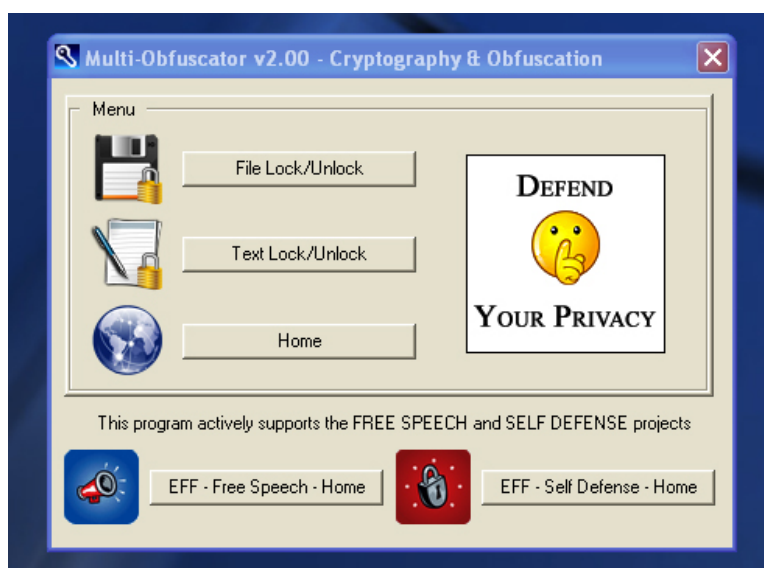 Multi-Obfuscator v2.00 - Cryptography & Obfuscation
Menu
File Lock/Unlock
Text Lock/Unlock
Home
DEFEND
YOUR PRIVACY
This program actively supports the FREE SPEECH and SELF DEFENSE projects
EFF - Free Speech - Home
EFF - Self Defense - Home